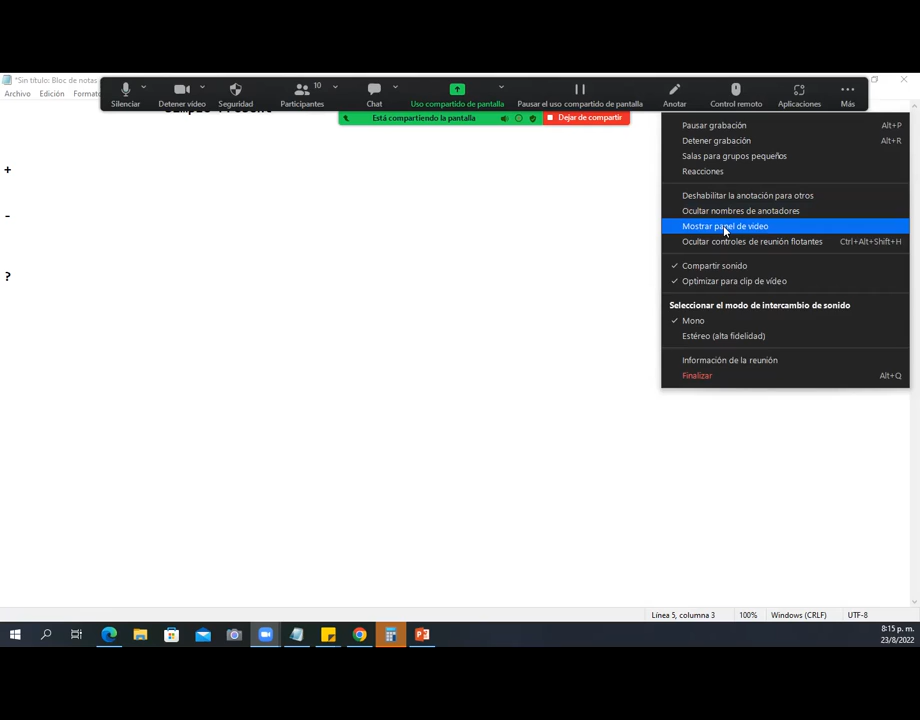 *Sin título: Bloc de notas
Archivo Edición Formato
Silenciar Detener video Seguridad Participantes 10 Chat Uso compartido de pantalla Pausar el uso compartido de pantalla Anotar Control remoto Aplicaciones Más
Está compartiendo la pantalla Dejar de compartir
+
-
?
Pausar grabación Alt+P
Detener grabación Alt+R
Salas para grupos pequeños
Reacciones
Deshabilitar la anotación para otros
Ocultar nombres de anotadores
Mostrar panel de video
Ocultar controles de reunión flotantes Ctrl+Alt+Shift+H
✓ Compartir sonido
✓ Optimizar para clip de vídeo
Seleccionar el modo de intercambio de sonido
✓ Mono
Estéreo (alta fidelidad)
Información de la reunión
Finalizar Alt+Q
Línea 5, columna 3 100% Windows (CRLF) UTF-8
8:15 p. m.
23/8/2022